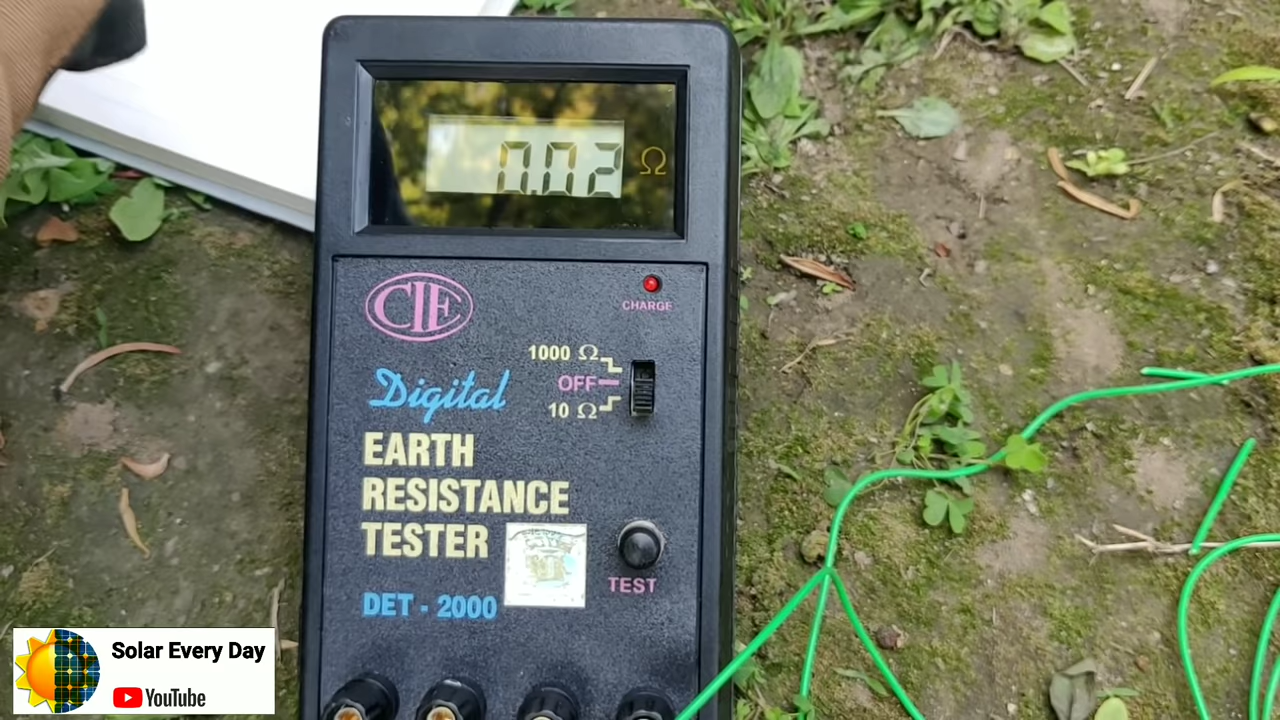 0.02 Ω
CIE
CHARGE
1000 Ω
OFF
10 Ω
Digital
EARTH
RESISTANCE
TESTER
TEST
DET - 2000
Solar Every Day
YouTube